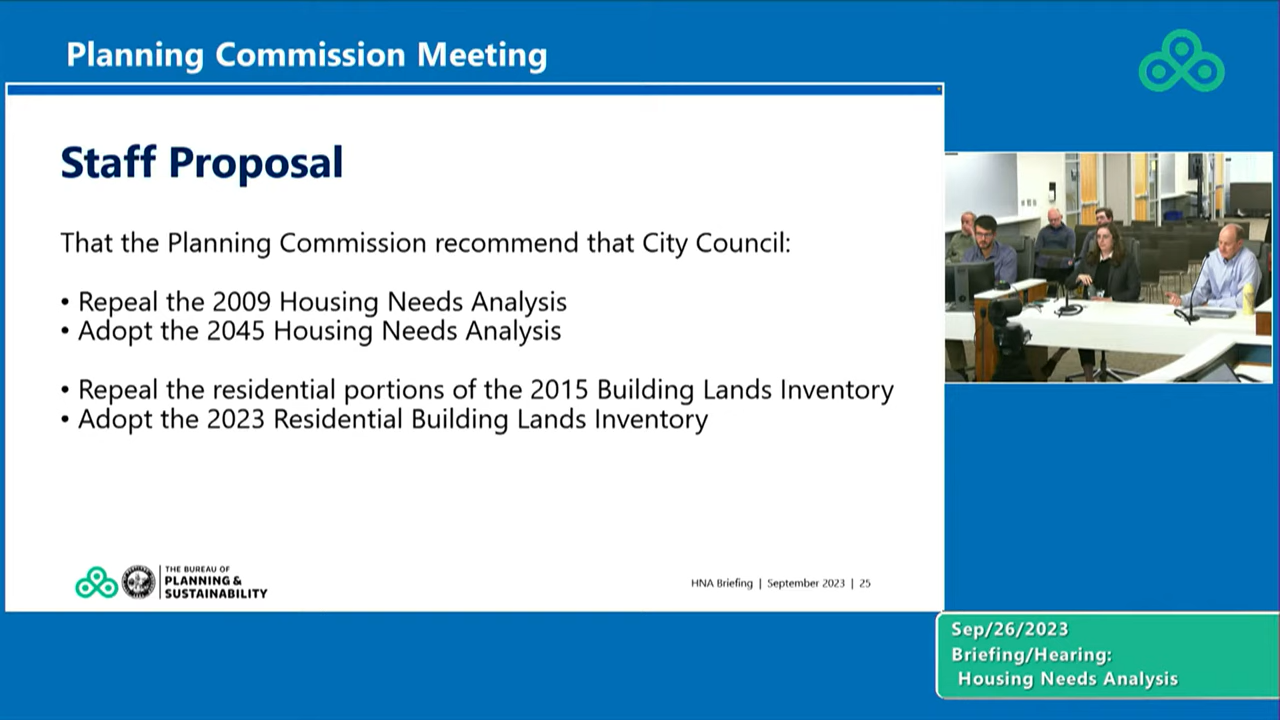 Planning Commission Meeting
Staff Proposal
That the Planning Commission recommend that City Council:
• Repeal the 2009 Housing Needs Analysis
• Adopt the 2045 Housing Needs Analysis
• Repeal the residential portions of the 2015 Building Lands Inventory
• Adopt the 2023 Residential Building Lands Inventory
THE BUREAU OF
PLANNING &
SUSTAINABILITY
HNA Briefing | September 2023 | 25
Sep/26/2023
Briefing/Hearing:
Housing Needs Analysis